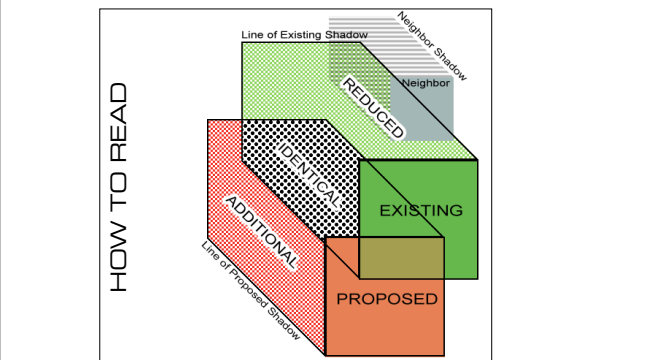 HOW TO READ
Line of Existing Shadow
Neighbor Shadow
Neighbor
REDUCED
IDENTICAL
EXISTING
ADDITIONAL
Line of Proposed Shadow
PROPOSED